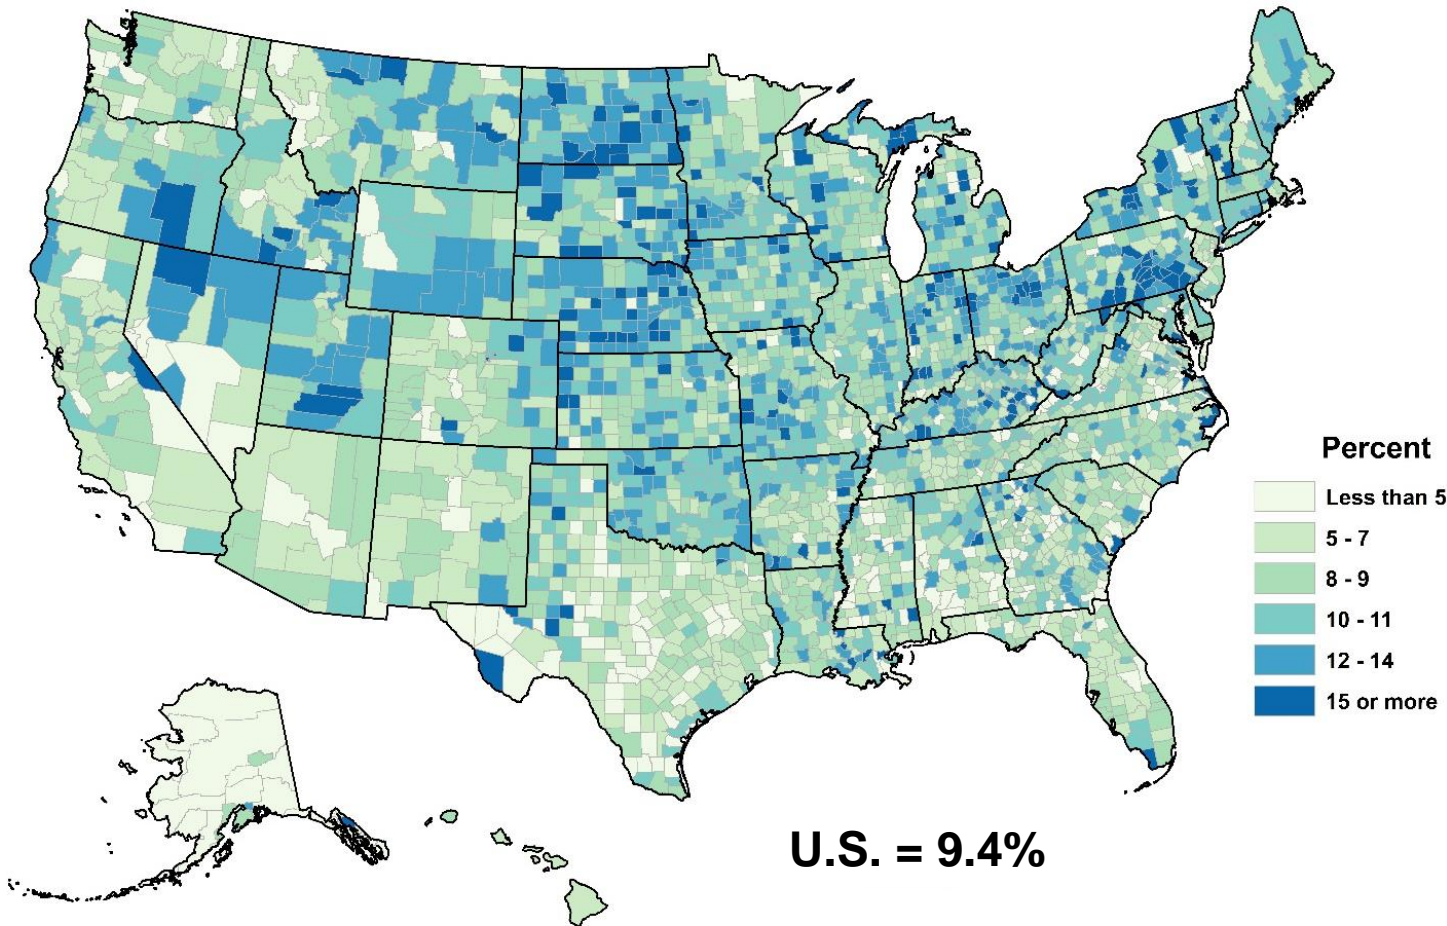 Percent
Less than 5
5 - 7
8 - 9
10 - 11
12 - 14
15 or more
U.S. = 9.4%